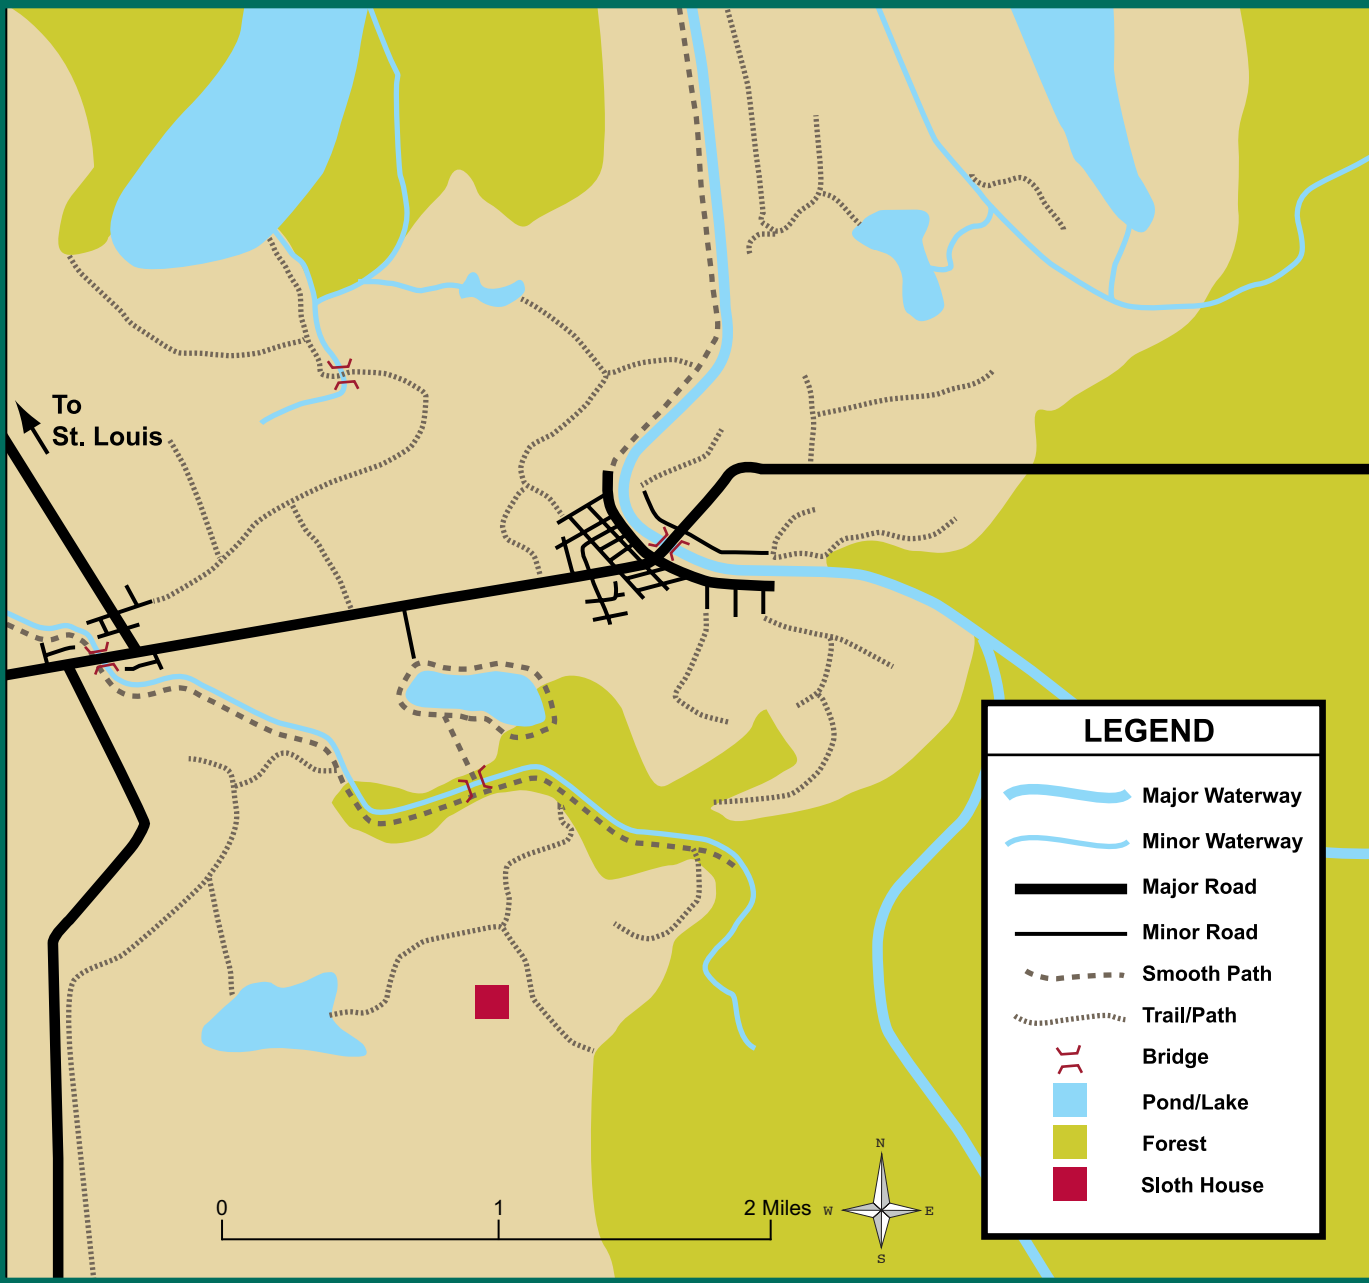 To
St. Louis
LEGEND
Major Waterway
Minor Waterway
Major Road
Minor Road
Smooth Path
Trail/Path
Bridge
Pond/Lake
Forest
Sloth House
0 1 2 Miles
N
W E
S